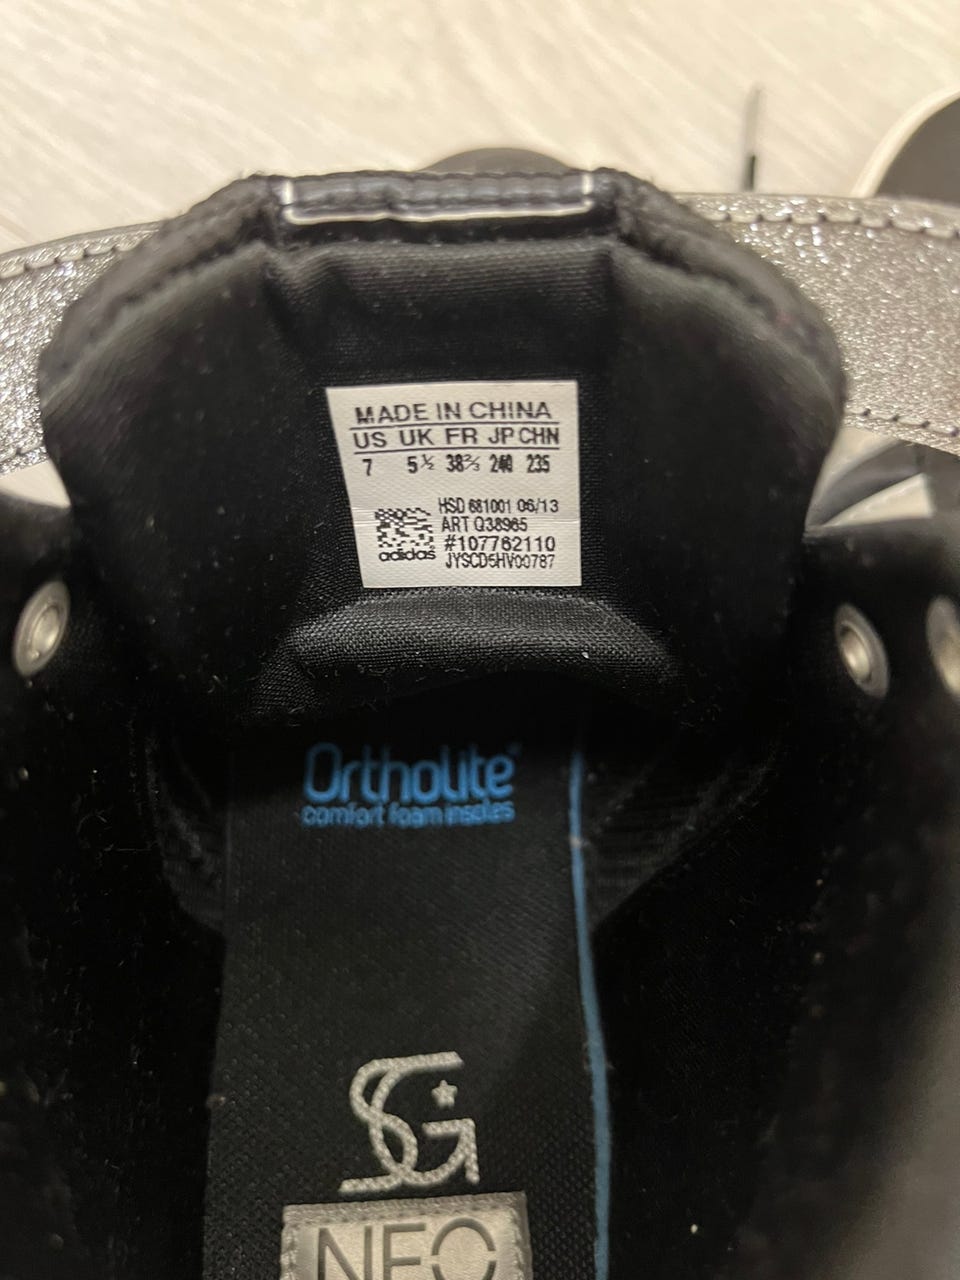 MADE IN CHINA
US UK FR JP CHN
7 5½ 38⅔ 240 235
HSD 681001 06/13
ART Q38965
#107762110
adidas JYSCD5HV00787
OrthoLite
comfort foam insoles
SG
NEO